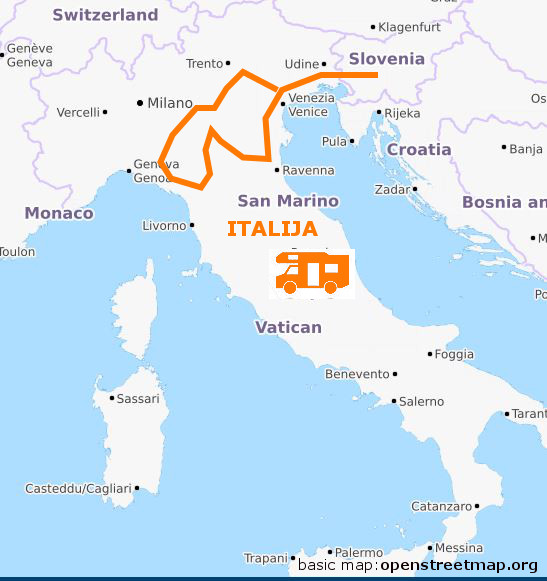 Switzerland
Klagenfurt
Genève
Geneva
Trento
Udine
Slovenia
Milano
Venezia
Venice
Vercelli
Rijeka
Os
Pula
Croatia
Banja
Genova
Genoa
Ravenna
Zadar
San Marino
Bosnia an
Monaco
Livorno
ITALIJA
M
Toulon
Po
Vatican
Foggia
Benevento
Sassari
Salerno
Tarant
Casteddu/Cagliari
Catanzaro
Trapani
Palermo
Messina
basic map: openstreetmap.org